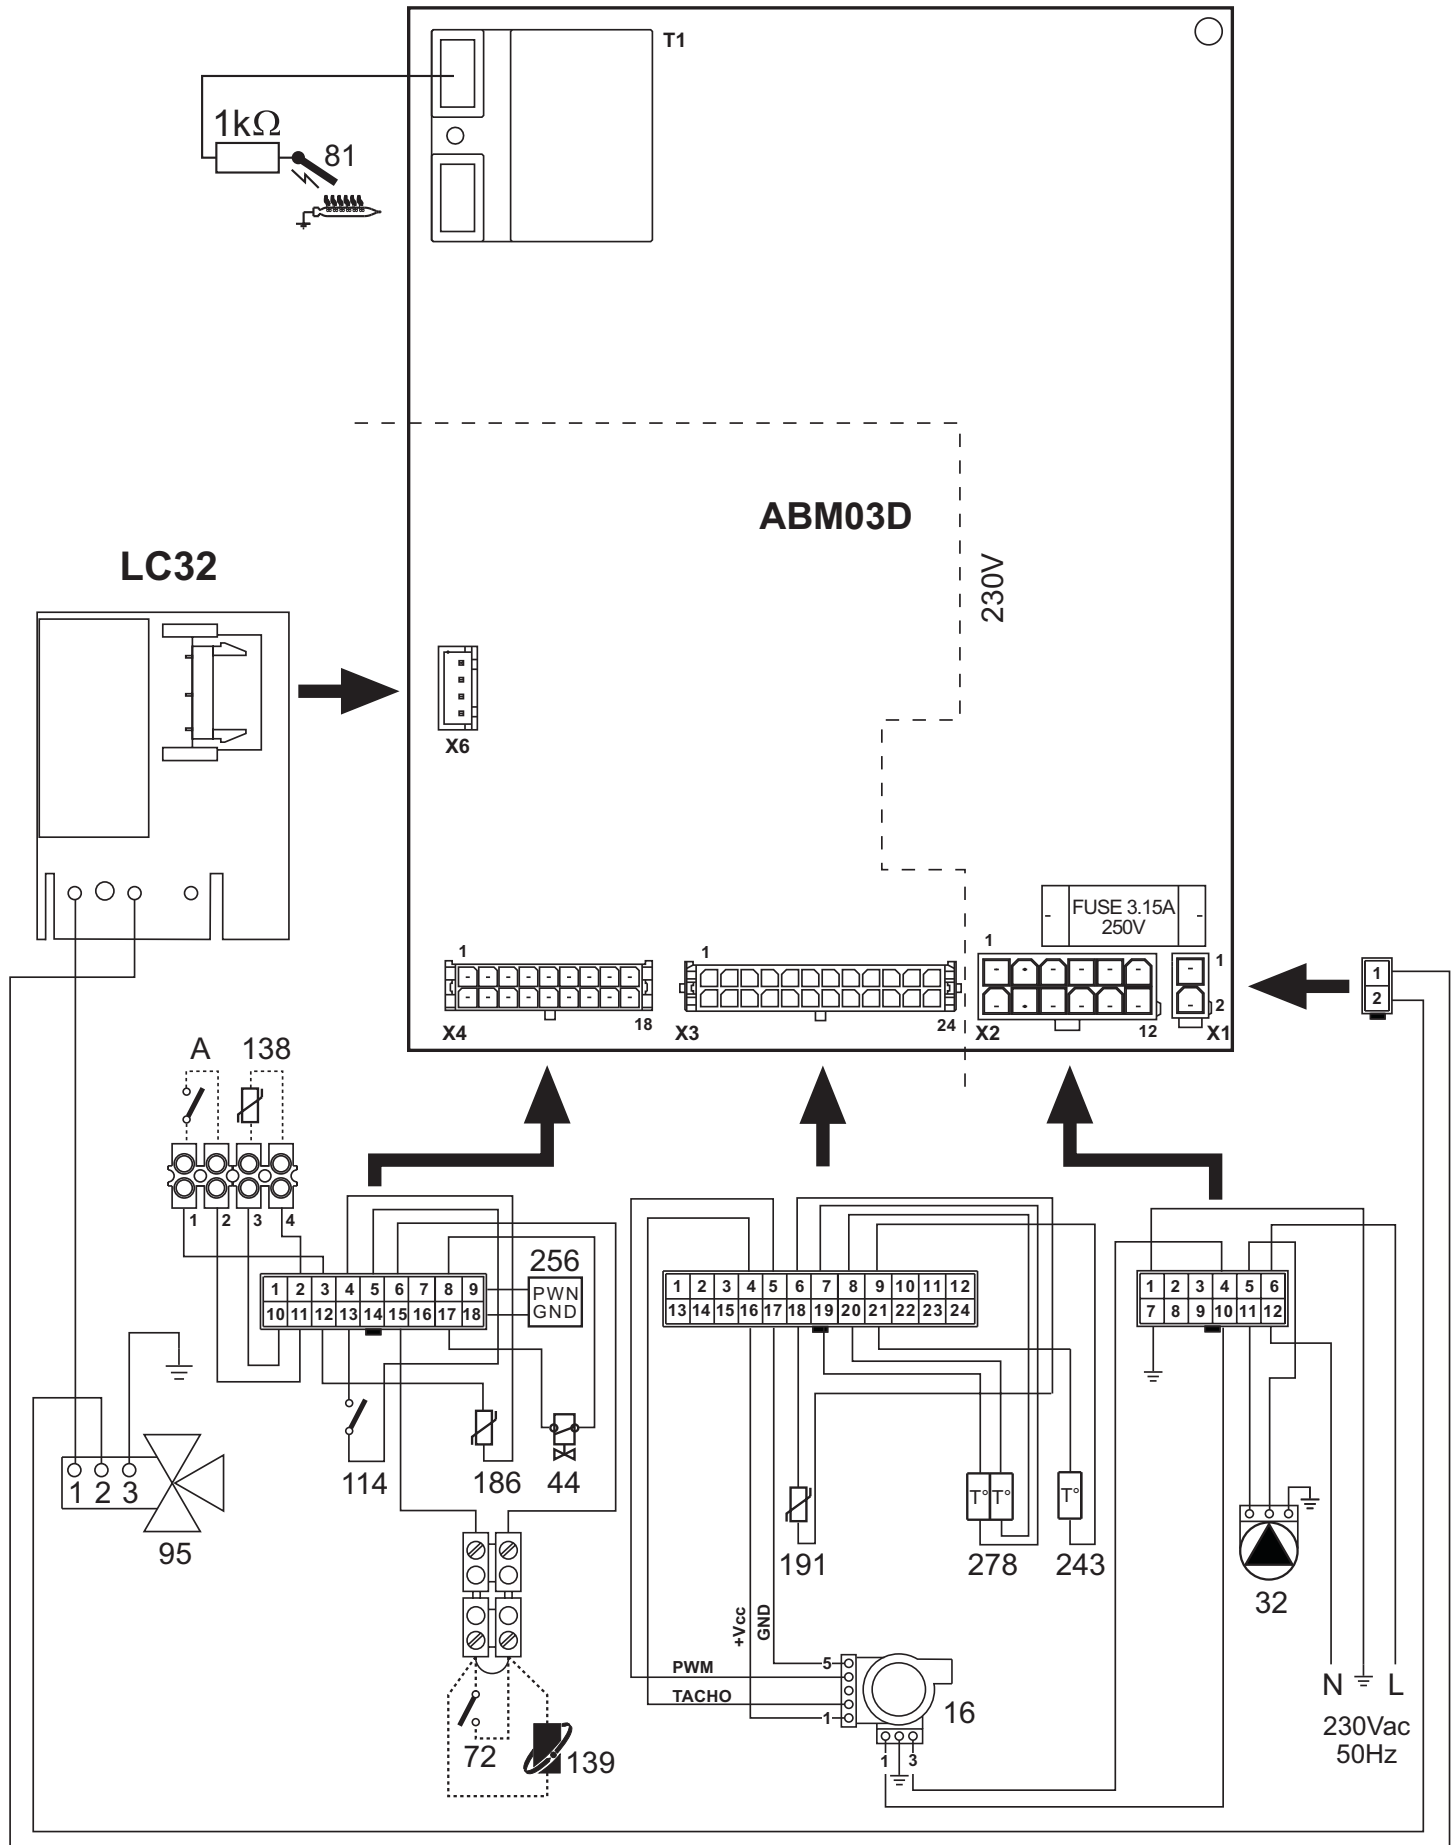 T1
1kΩ
81
ABM03D
230V
LC32
X6
FUSE 3.15A
250V
1
1
1
1
1
2
18
24
12
2
X4
X3
X2
X1
A
138
1
2
3
4
256
PWN
GND
1 2 3 4 5 6 7 8 9
10 11 12 13 14 15 16 17 18
1 2 3 4 5 6 7 8 9 10 11 12
13 14 15 16 17 18 19 20 21 22 23 24
1 2 3 4 5 6
7 8 9 10 11 12
1 2 3
95
114
186
44
T° T°
T°
191
278
243
32
+Vcc
GND
PWM
TACHO
5
1
16
1
3
N
L
230Vac
50Hz
72
139